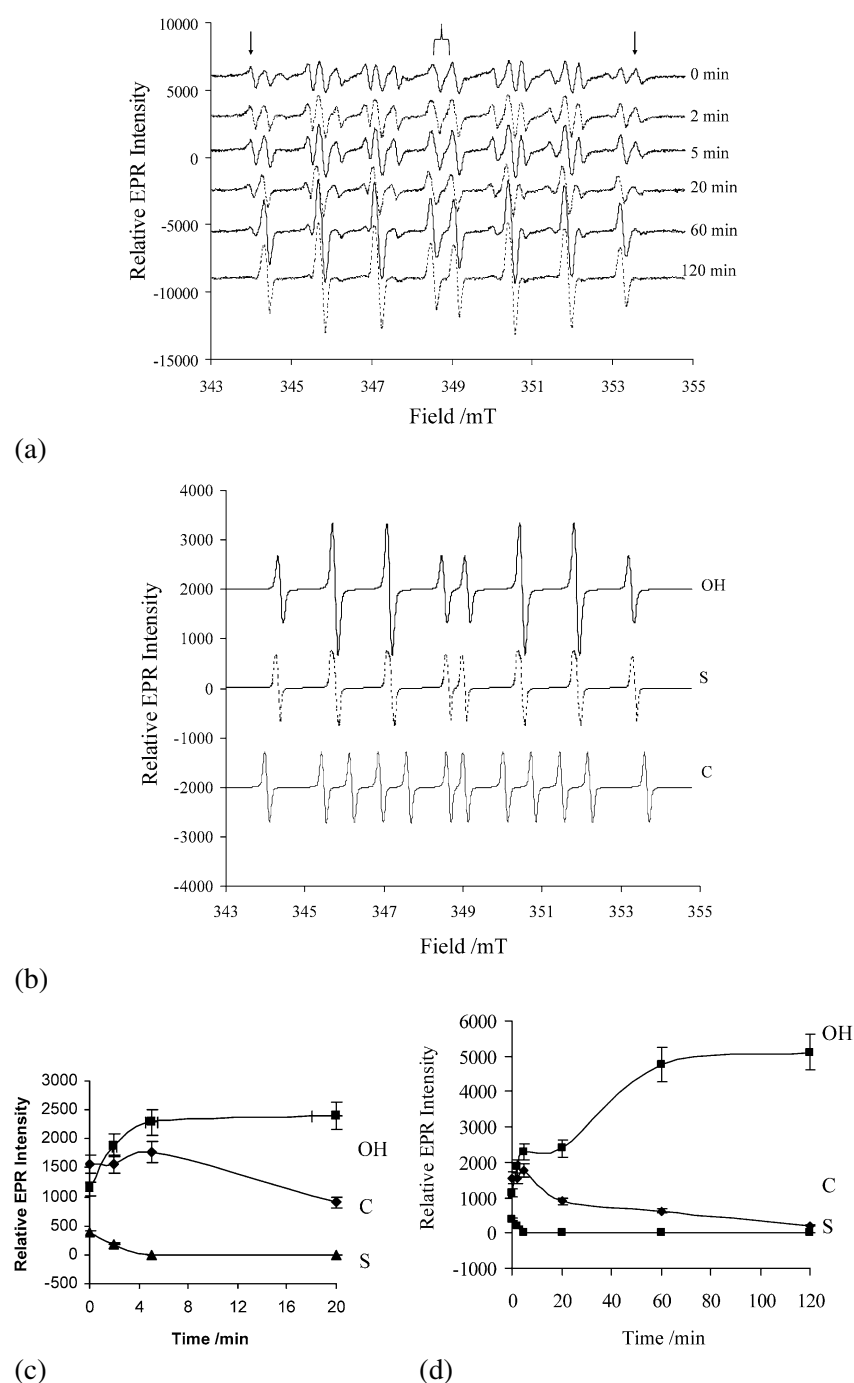 10000
5000
0
-5000
-10000
-15000
Relative EPR Intensity
0 min
2 min
5 min
20 min
60 min
120 min
343 345 347 349 351 353 355
Field /mT
(a)
4000
3000
2000
1000
0
-1000
-2000
-3000
-4000
Relative EPR Intensity
OH
S
C
343 345 347 349 351 353 355
Field /mT
(b)
3000
2500
2000
1500
1000
500
0
-500
Relative EPR Intensity
OH
C
S
0 4 8 12 16 20
Time /min
(c)
6000
5000
4000
3000
2000
1000
0
-1000
Relative EPR Intensity
OH
C
S
0 20 40 60 80 100 120
Time /min
(d)